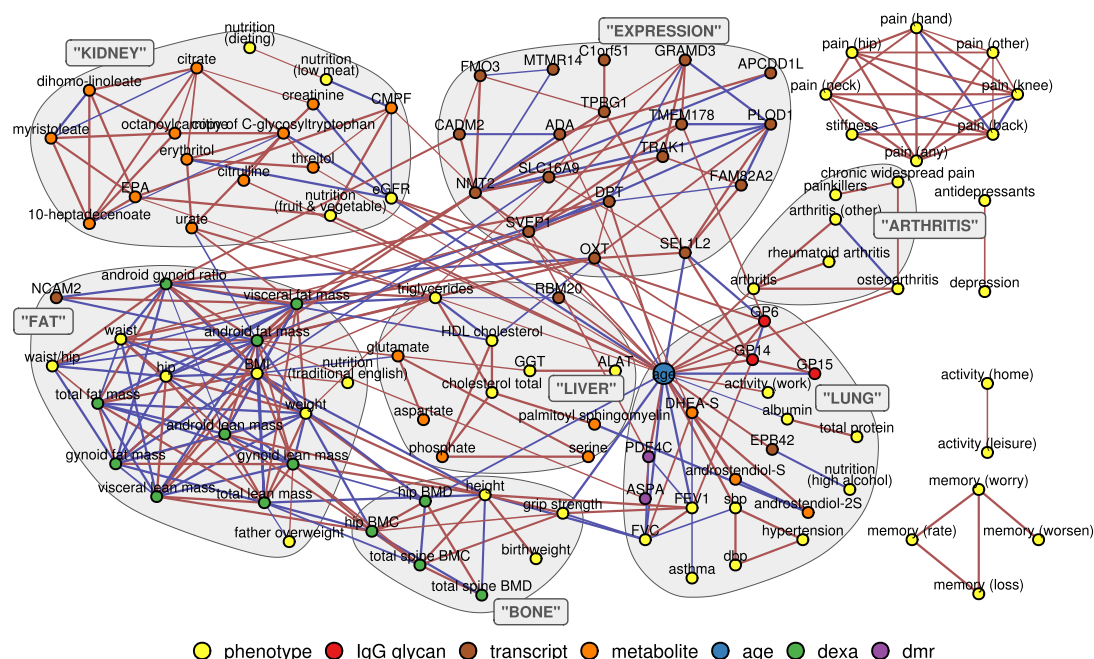 nutrition
(dieting)
"KIDNEY"
citrate
nutrition
(low meat)
dihomo-linoleate
creatinine
CMPF
myristoleate
octanoylcarnitine
copy of C-glycosyltryptophan
erythritol
threitol
citrulline
EPA
nutrition
(fruit & vegetable)
eGFR
10-heptadecenoate
urate
"EXPRESSION"
C1orf51
GRAMD3
MTMR14
FMO3
APCDD1L
TPRG1
TMEM178
PLOD1
CADM2
ADA
TRAK1
SLC16A9
NMT2
DPT
FAM82A2
SVEP1
OXT
SEL1L2
pain (hand)
pain (hip)
pain (other)
pain (neck)
pain (knee)
stiffness
pain (back)
pain (any)
chronic widespread pain
painkillers
antidepressants
arthritis (other)
"ARTHRITIS"
rheumatoid arthritis
arthritis
osteoarthritis
depression
android gynoid ratio
NCAM2
visceral fat mass
triglycerides
RBM20
"FAT"
waist
android fat mass
HDL cholesterol
GP6
waist/hip
hip
BMI
nutrition
(traditional english)
glutamate
GGT
ALAT
GP14
GP15
age
total fat mass
cholesterol total
"LIVER"
activity (work)
activity (home)
weight
aspartate
palmitoyl sphingomyelin
DHEA-S
"LUNG"
albumin
total protein
android lean mass
gynoid fat mass
gynoid lean mass
phosphate
serine
PDE4C
EPB42
activity (leisure)
androstendiol-S
nutrition
(high alcohol)
visceral lean mass
total lean mass
hip BMD
height
grip strength
ASPA
FEV1
sbp
androstendiol-2S
memory (worry)
father overweight
hip BMC
FVC
hypertension
memory (rate)
memory (worsen)
total spine BMC
birthweight
asthma
dbp
total spine BMD
memory (loss)
"BONE"
phenotype
IgG glycan
transcript
metabolite
age
dexa
dmr